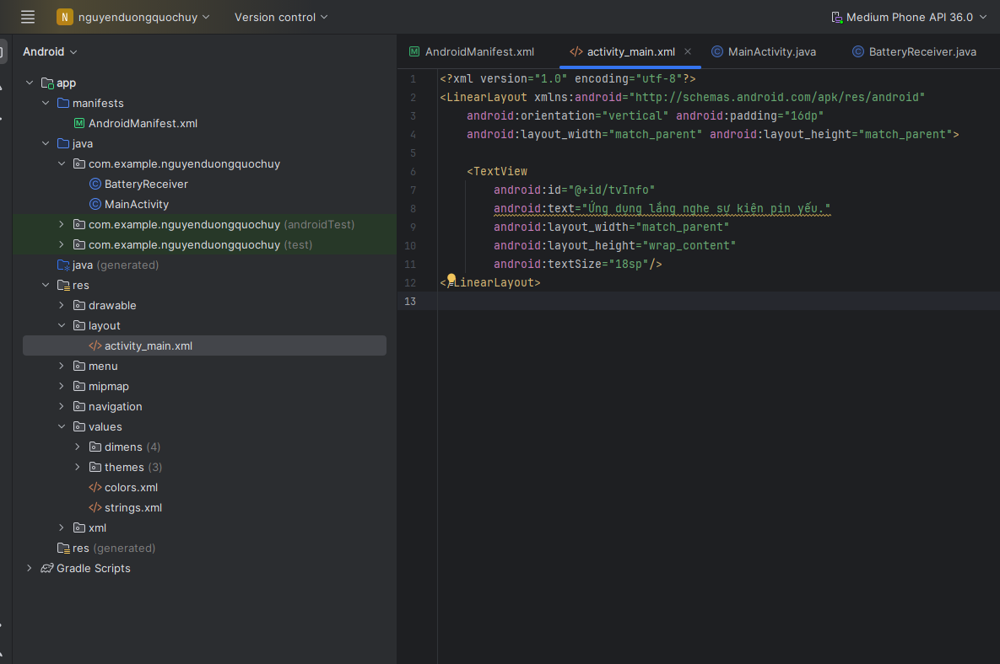 N nguyenduongquochuy Version control Medium Phone API 36.0
Android
app
manifests
AndroidManifest.xml
java
com.example.nguyenduongquochuy
BatteryReceiver
MainActivity
com.example.nguyenduongquochuy (androidTest)
com.example.nguyenduongquochuy (test)
java (generated)
res
drawable
layout
activity_main.xml
menu
mipmap
navigation
values
dimens (4)
themes (3)
colors.xml
strings.xml
xml
res (generated)
Gradle Scripts
AndroidManifest.xml activity_main.xml MainActivity.java BatteryReceiver.java
1 <?xml version="1.0" encoding="utf-8"?>
2 <LinearLayout xmlns:android="http://schemas.android.com/apk/res/android"
3 android:orientation="vertical" android:padding="16dp"
4 android:layout_width="match_parent" android:layout_height="match_parent">
5
6 <TextView
7 android:id="@+id/tvInfo"
8 android:text="Ứng dụng lắng nghe sự kiện pin yếu."
9 android:layout_width="match_parent"
10 android:layout_height="wrap_content"
11 android:textSize="18sp"/>
12 </LinearLayout>
13